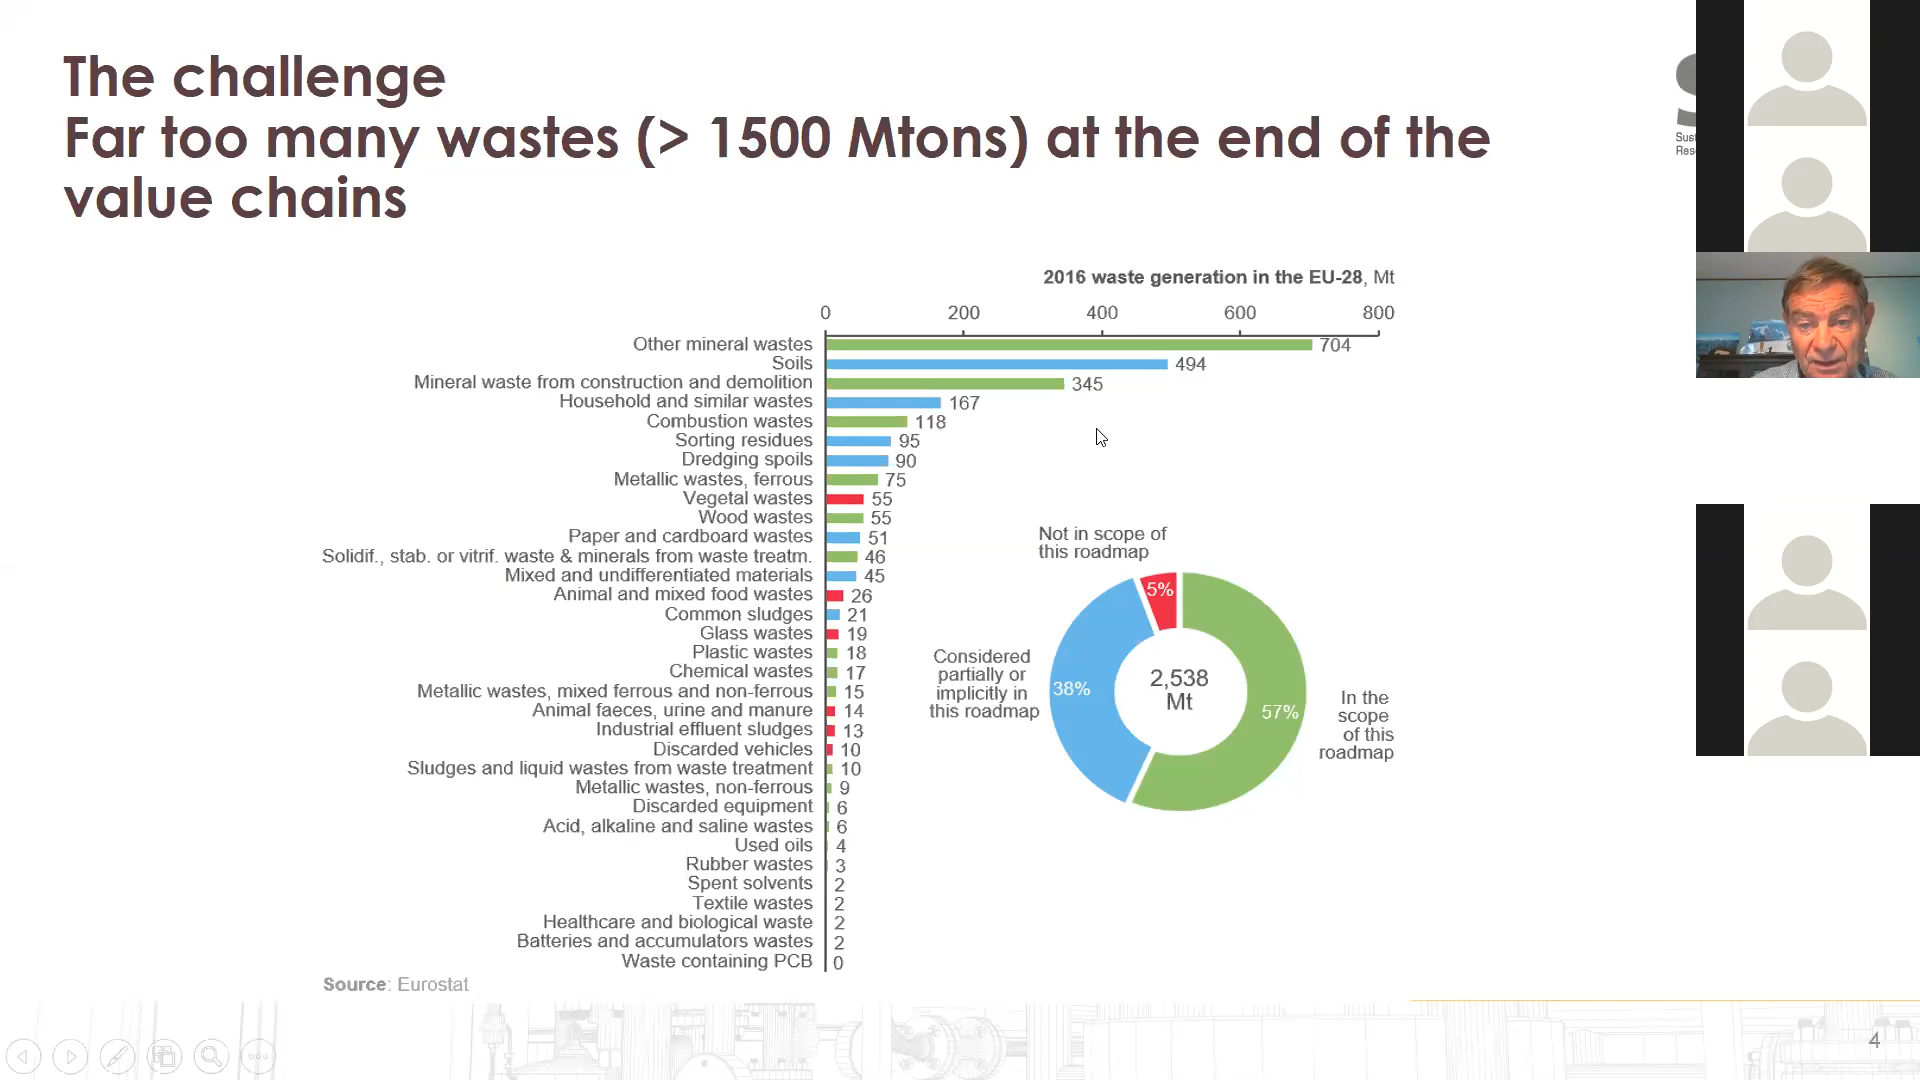 The challenge
Far too many wastes (> 1500 Mtons) at the end of the
value chains
2016 waste generation in the EU-28, Mt
0 200 400 600 800
Other mineral wastes 704
Soils 494
Mineral waste from construction and demolition 345
Household and similar wastes 167
Combustion wastes 118
Sorting residues 95
Dredging spoils 90
Metallic wastes, ferrous 75
Vegetal wastes 55
Wood wastes 55
Paper and cardboard wastes 51
Solidif., stab. or vitrif. waste & minerals from waste treatm. 46
Mixed and undifferentiated materials 45
Animal and mixed food wastes 26
Common sludges 21
Glass wastes 19
Plastic wastes 18
Chemical wastes 17
Metallic wastes, mixed ferrous and non-ferrous 15
Animal faeces, urine and manure 14
Industrial effluent sludges 13
Discarded vehicles 10
Sludges and liquid wastes from waste treatment 10
Metallic wastes, non-ferrous 9
Discarded equipment 6
Acid, alkaline and saline wastes 6
Used oils 4
Rubber wastes 3
Spent solvents 2
Textile wastes 2
Healthcare and biological waste 2
Batteries and accumulators wastes 2
Waste containing PCB 0
Not in scope of
this roadmap
5%
Considered
partially or
implicitly in
this roadmap
38%
2,538
Mt
57%
In the
scope
of this
roadmap
Source: Eurostat
4